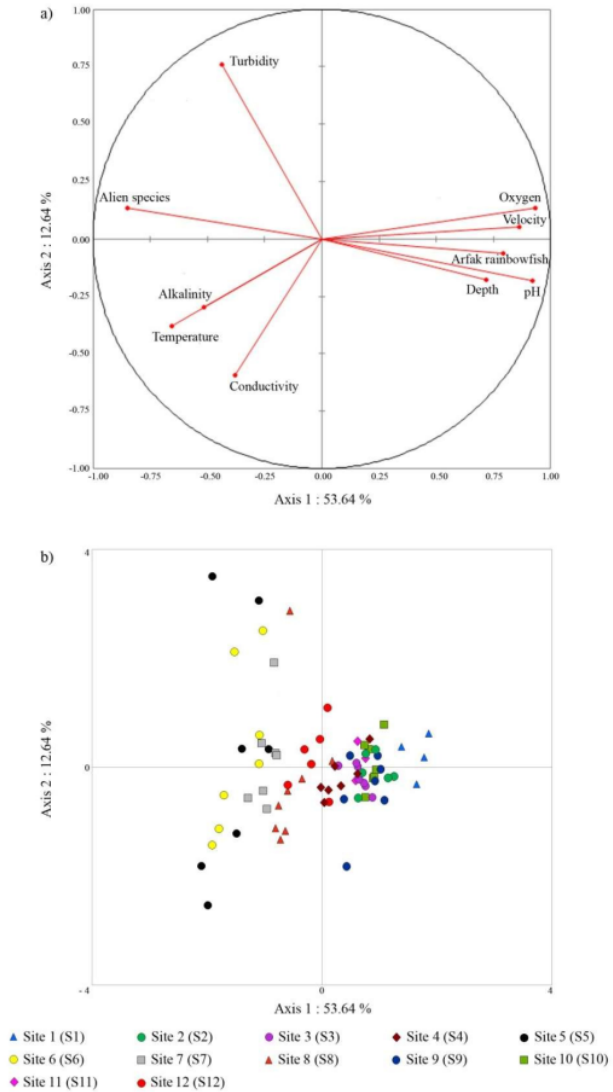 a)
1.00
Turbidity
0.75
0.50
0.25
Alien species
Oxygen
Velocity
Axis 2 : 12.64 %
0.00
Arfak rainbowfish
Depth
pH
Alkalinity
-0.25
Temperature
Conductivity
-0.50
-0.75
-1.00
-1.00 -0.75 -0.50 -0.25 0.00 0.25 0.50 0.75 1.00
Axis 1 : 53.64 %
b)
4
Axis 2 : 12.64 %
0
- 4 0 4
Axis 1 : 53.64 %
Site 1 (S1) Site 2 (S2) Site 3 (S3) Site 4 (S4) Site 5 (S5)
Site 6 (S6) Site 7 (S7) Site 8 (S8) Site 9 (S9) Site 10 (S10)
Site 11 (S11) Site 12 (S12)